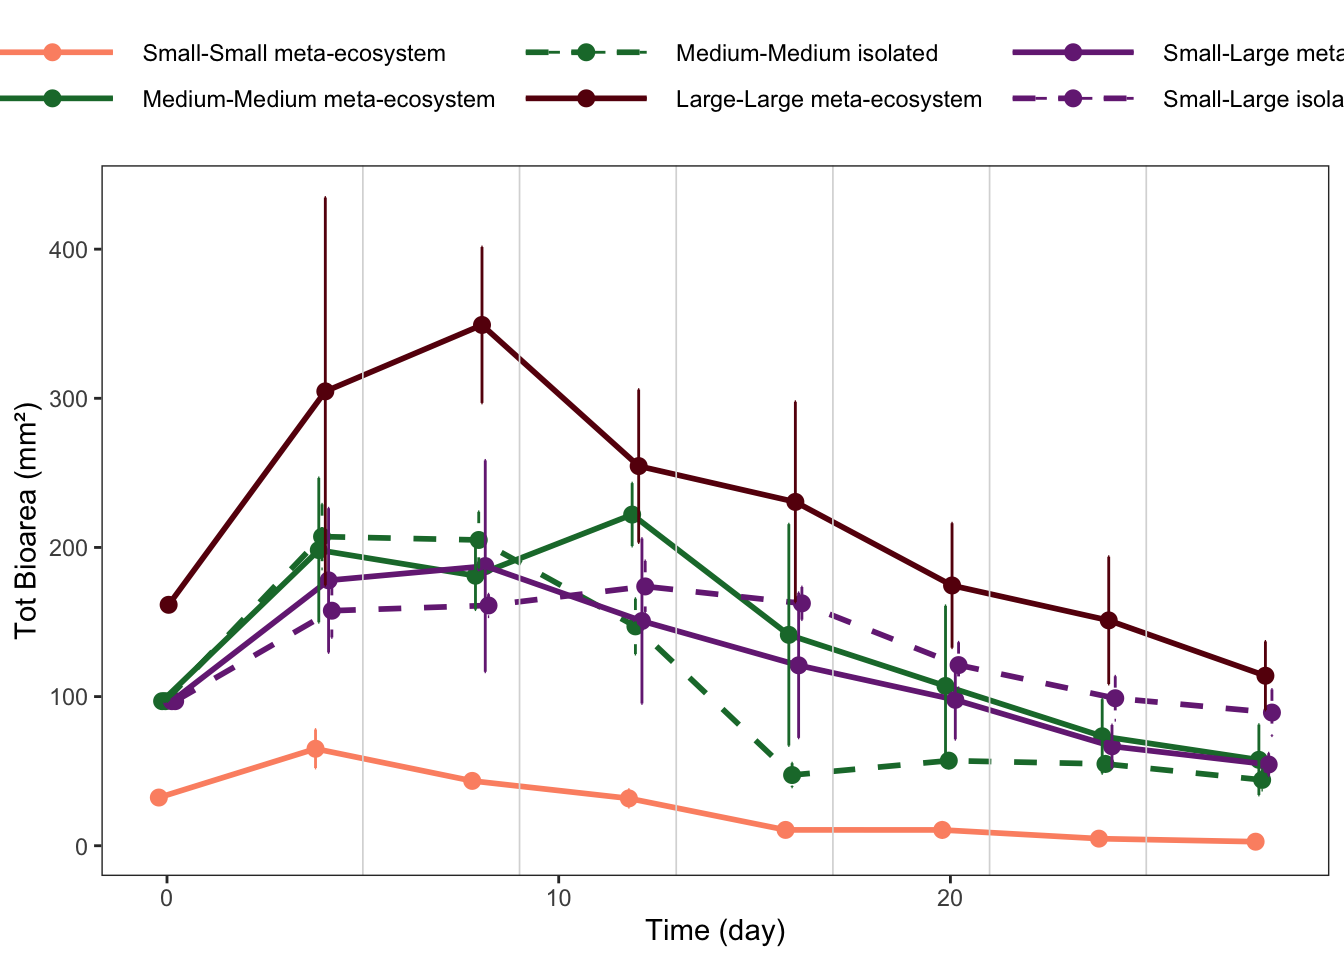 Small-Small meta-ecosystem Medium-Medium isolated Small-Large meta
Medium-Medium meta-ecosystem Large-Large meta-ecosystem Small-Large isola
400
300
200
100
0
Tot Bioarea (mm²)
0 10 20
Time (day)